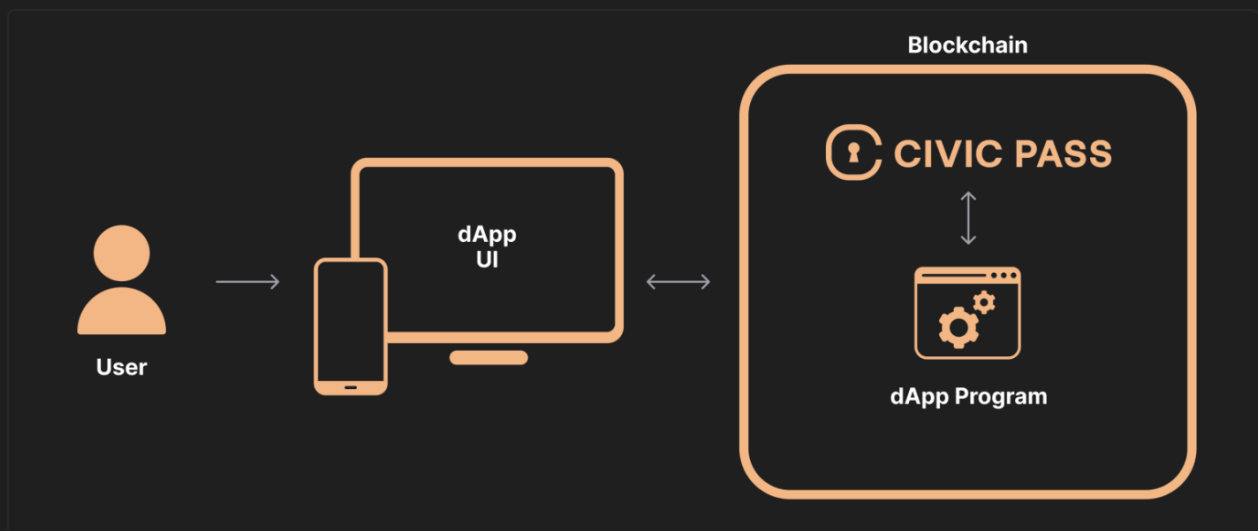 Blockchain
CIVIC PASS
dApp
UI
User
dApp Program